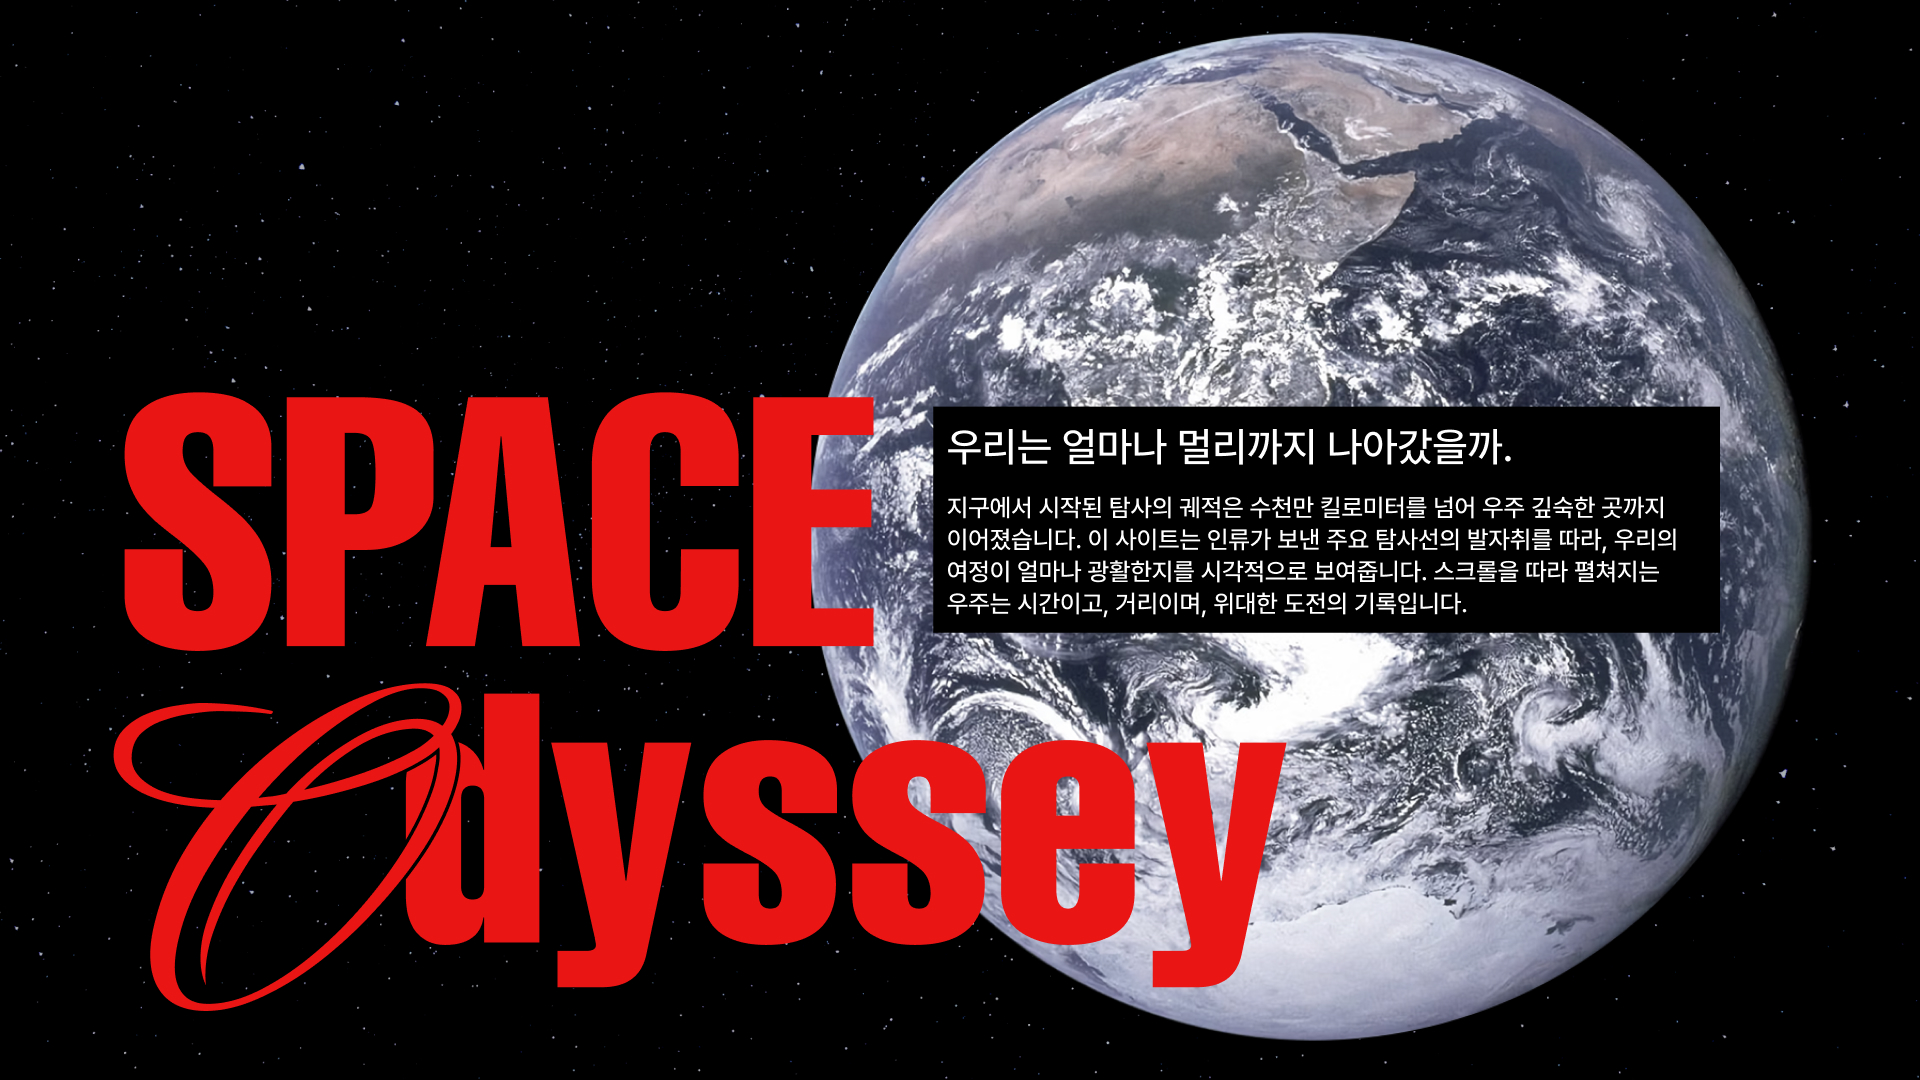 SPACE
Odyssey
우리는 얼마나 멀리까지 나아갔을까.
지구에서 시작된 탐사의 궤적은 수천만 킬로미터를 넘어 우주 깊숙한 곳까지
이어졌습니다. 이 사이트는 인류가 보낸 주요 탐사선의 발자취를 따라, 우리의
여정이 얼마나 광활한지를 시각적으로 보여줍니다. 스크롤을 따라 펼쳐지는
우주는 시간이고, 거리이며, 위대한 도전의 기록입니다.